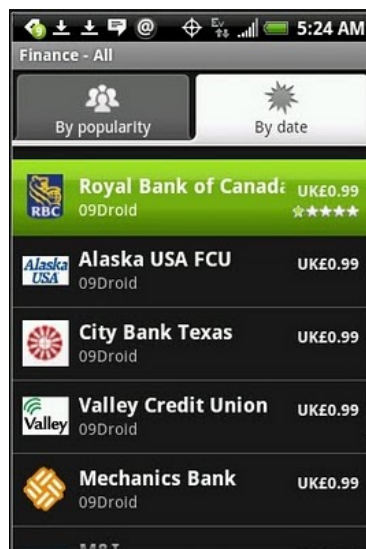 9 @ Ev 5:24 AM
Finance - All
By popularity
By date
RBC
Royal Bank of Canada UK£0.99
09Droid
Alaska USA
Alaska USA FCU UK£0.99
09Droid
City Bank Texas UK£0.99
09Droid
Valley
Valley Credit Union UK£0.99
09Droid
Mechanics Bank UK£0.99
09Droid